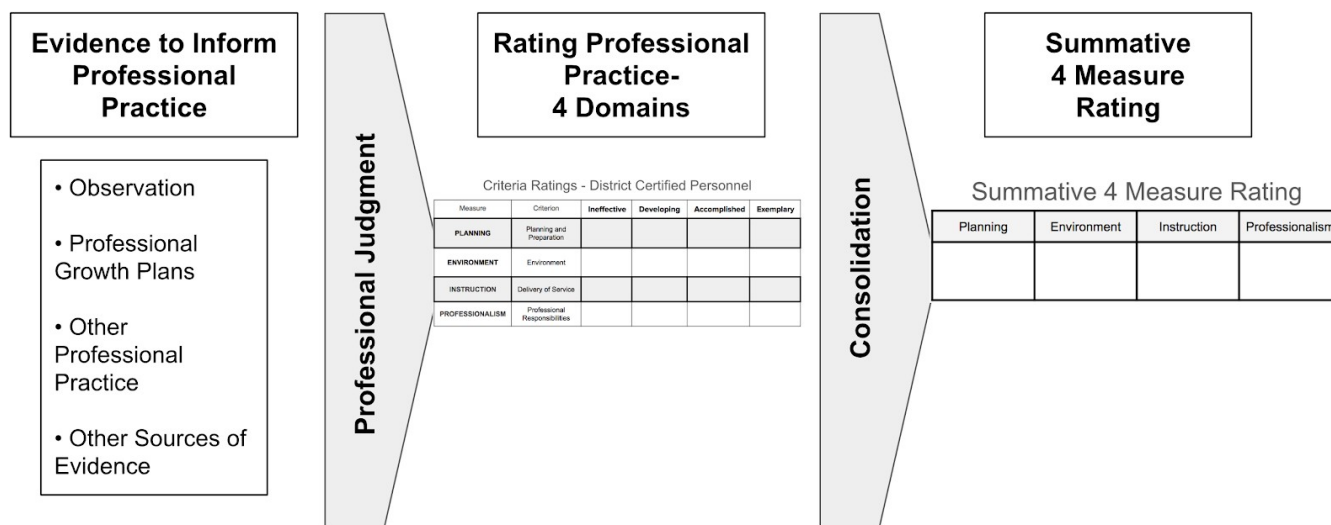 Evidence to Inform
Professional
Practice
• Observation
• Professional
Growth Plans
• Other
Professional
Practice
• Other Sources of
Evidence
Professional Judgment
Rating Professional
Practice-
4 Domains
Criteria Ratings - District Certified Personnel
Measure Criterion Ineffective Developing Accomplished Exemplary
PLANNING Planning and
Preparation
ENVIRONMENT Environment
INSTRUCTION Delivery of Service
PROFESSIONALISM Professional
Responsibilities
Consolidation
Summative
4 Measure
Rating
Summative 4 Measure Rating
Planning Environment Instruction Professionalism